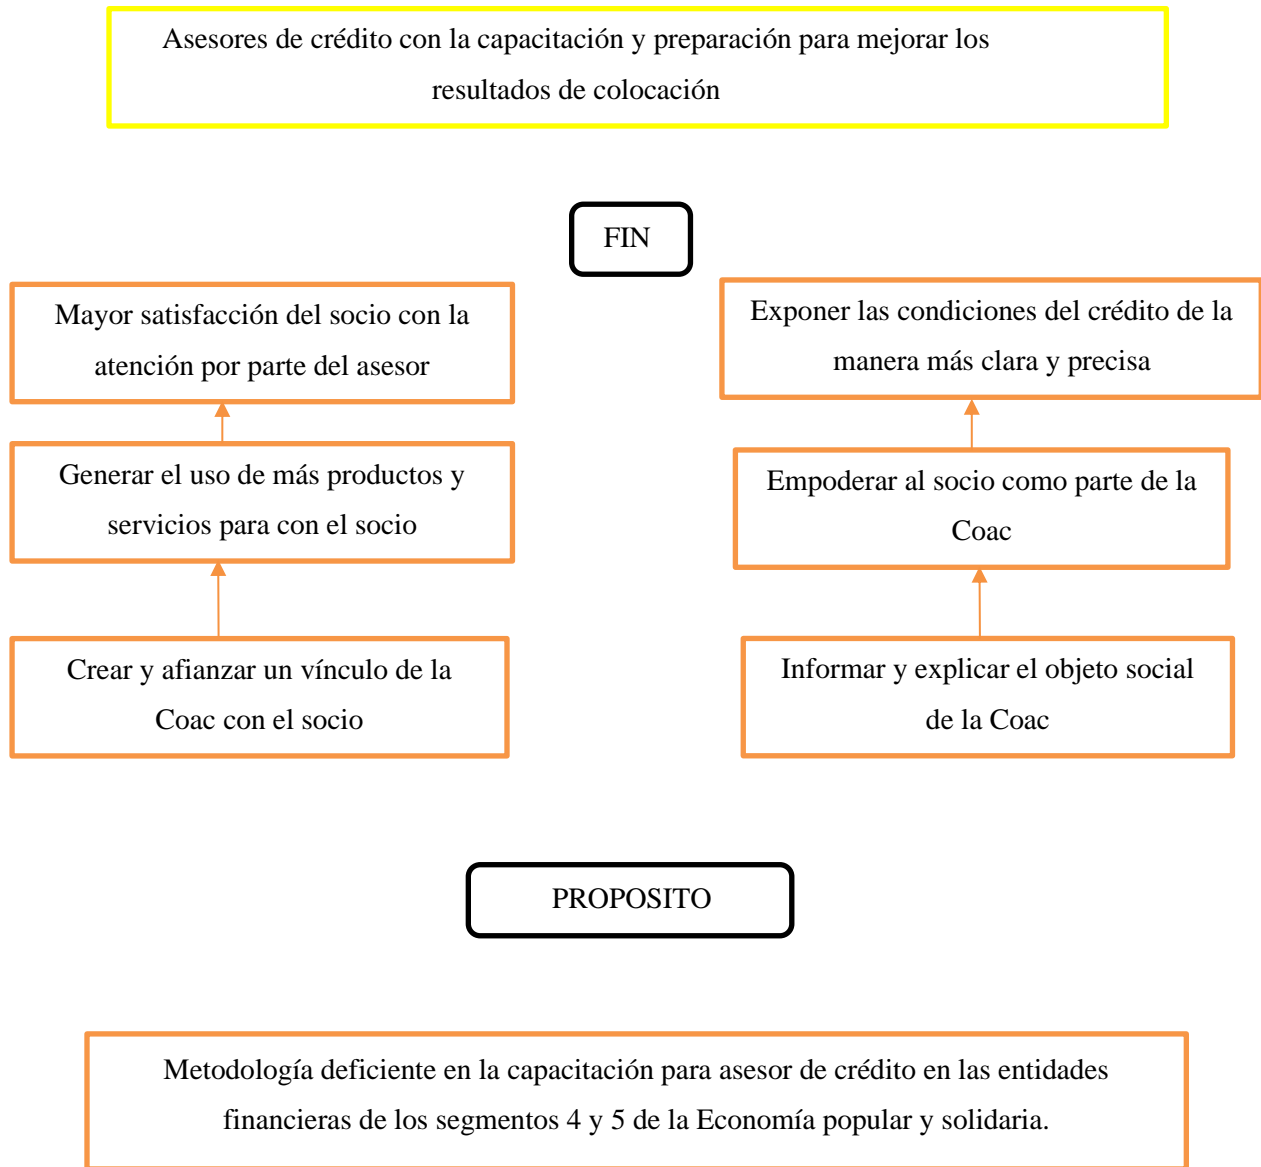 Asesores de crédito con la capacitación y preparación para mejorar los
resultados de colocación
FIN
Mayor satisfacción del socio con la
atención por parte del asesor
Generar el uso de más productos y
servicios para con el socio
Crear y afianzar un vínculo de la
Coac con el socio
Exponer las condiciones del crédito de la
manera más clara y precisa
Empoderar al socio como parte de la
Coac
Informar y explicar el objeto social
de la Coac
PROPOSITO
Metodología deficiente en la capacitación para asesor de crédito en las entidades
financieras de los segmentos 4 y 5 de la Economía popular y solidaria.